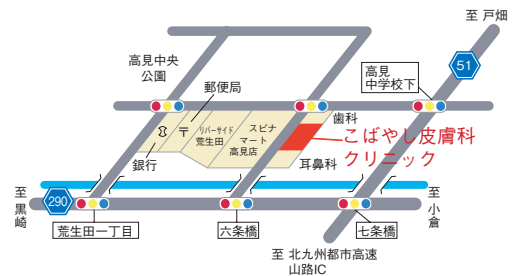 至 戸畑
51
高見中央
公園
郵便局
高見
中学校下
〒
リバーサイド
荒生田
スピナ
マート
高見店
歯科
こばやし皮膚科
クリニック
銀行
耳鼻科
至 黒崎
290
至 小倉
荒生田一丁目
六条橋
七条橋
至 北九州都市高速
山路IC